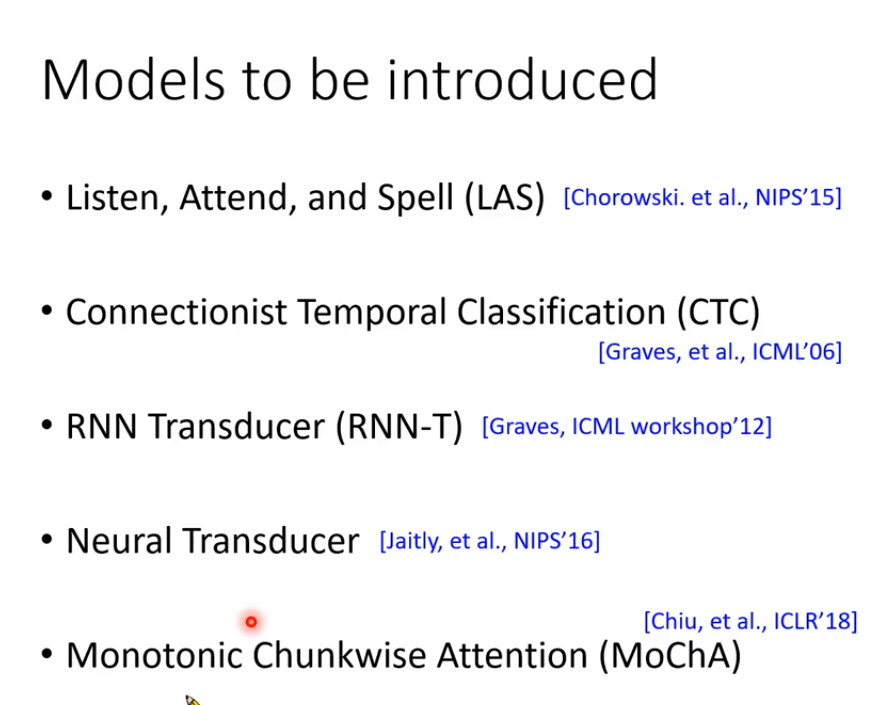 Models to be introduced
• Listen, Attend, and Spell (LAS) [Chorowski. et al., NIPS’15]
• Connectionist Temporal Classification (CTC)
[Graves, et al., ICML’06]
• RNN Transducer (RNN-T) [Graves, ICML workshop’12]
• Neural Transducer [Jaitly, et al., NIPS’16]
[Chiu, et al., ICLR’18]
• Monotonic Chunkwise Attention (MoChA)